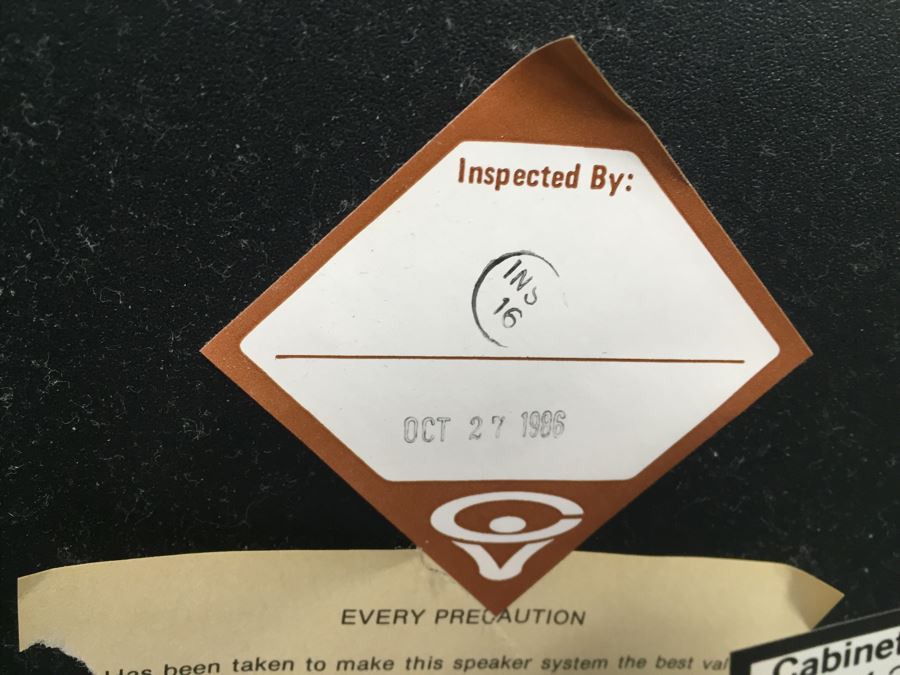 Inspected By:
INS
16
OCT 27 1986
EVERY PRECAUTION
Has been taken to make this speaker system the best
Cabinet